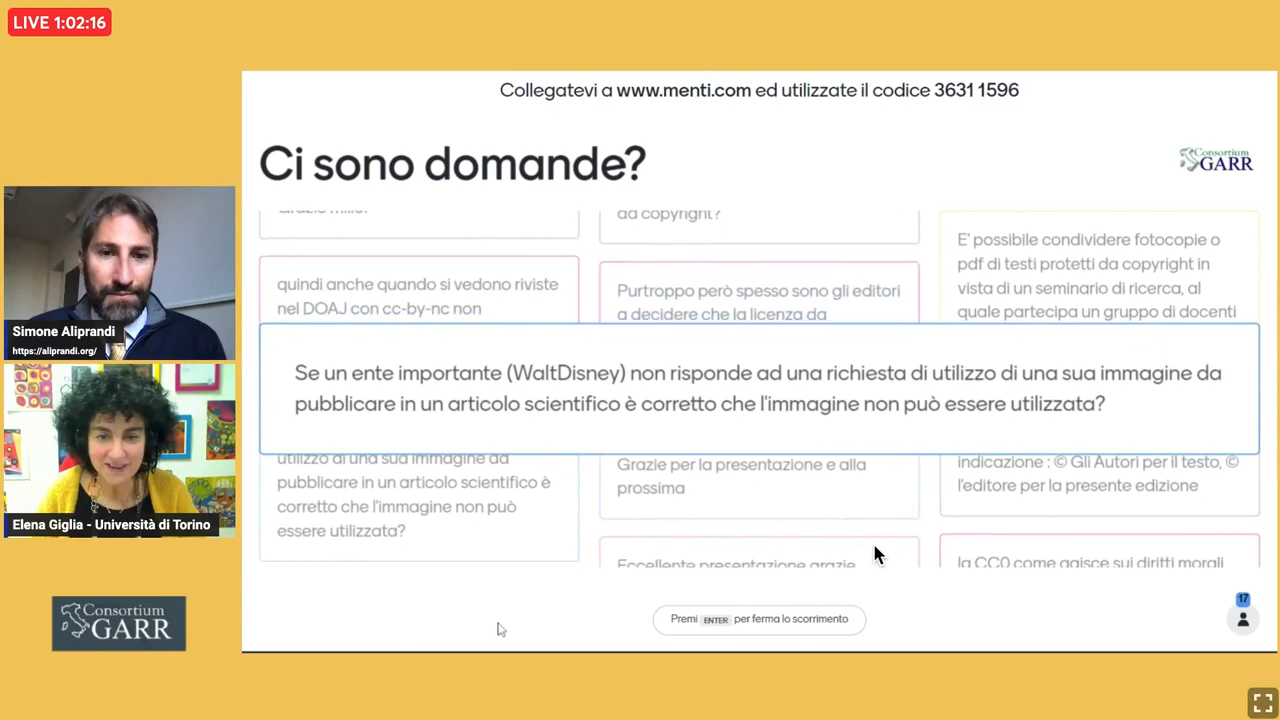 LIVE 1:02:16
Collegatevi a www.menti.com ed utilizzate il codice 3631 1596
Ci sono domande?
Consortium
GARR
Grazie mille!
quindi anche quando si vedono riviste
nel DOAJ con cc-by-nc non
da copyright?
Purtroppo però spesso sono gli editori
a decidere che la licenza da
E' possibile condividere fotocopie o
pdf di testi protetti da copyright in
vista di un seminario di ricerca, al
quale partecipa un gruppo di docenti
Se un ente importante (WaltDisney) non risponde ad una richiesta di utilizzo di una sua immagine da
pubblicare in un articolo scientifico è corretto che l'immagine non può essere utilizzata?
utilizzo di una sua immagine da
pubblicare in un articolo scientifico è
corretto che l'immagine non può
essere utilizzata?
Grazie per la presentazione e alla
prossima
Eccellente presentazione grazie
indicazione : © Gli Autori per il testo, ©
l'editore per la presente edizione
la CC0 come agisce sui diritti morali
Simone Aliprandi
https://aliprandi.org/
Elena Giglia - Università di Torino
Consortium
GARR
Premi ENTER per ferma lo scorrimento
17